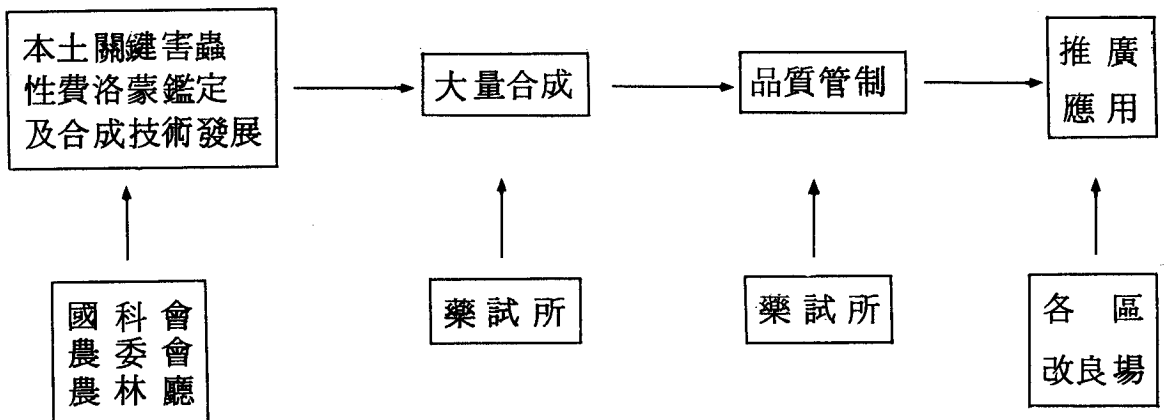 本土關鍵害蟲
性費洛蒙鑑定
及合成技術發展
大量合成
品質管制
推廣
應用
國科會
農委會
農林廳
藥試所
藥試所
各區
改良場